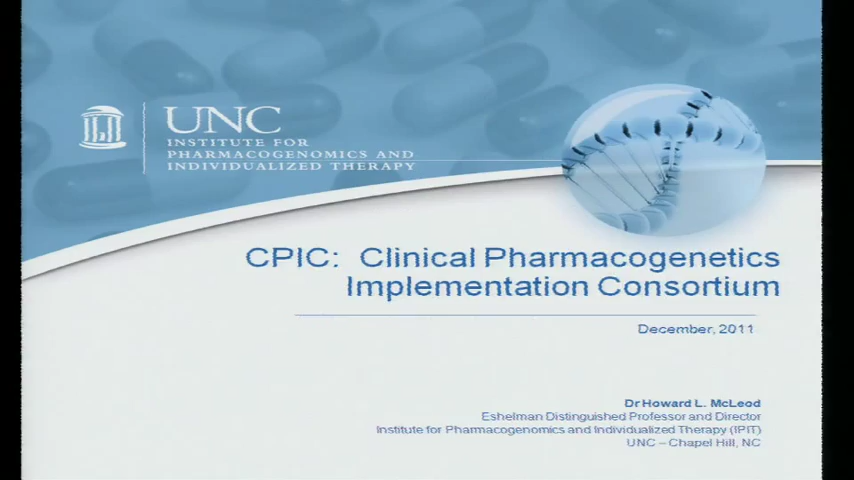 UNC
INSTITUTE FOR
PHARMACOGENOMICS AND
INDIVIDUALIZED THERAPY
CPIC: Clinical Pharmacogenetics
Implementation Consortium
December, 2011
Dr Howard L. McLeod
Eshelman Distinguished Professor and Director
Institute for Pharmacogenomics and Individualized Therapy (IPIT)
UNC – Chapel Hill, NC